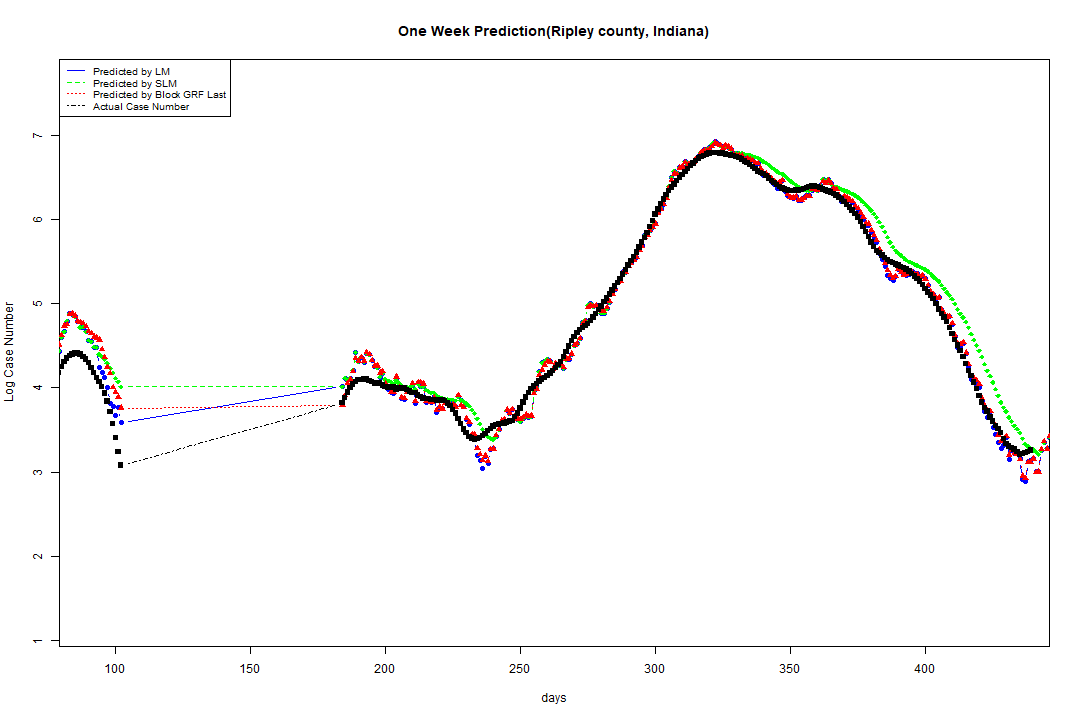 One Week Prediction(Ripley county, Indiana)
Predicted by LM
Predicted by SLM
Predicted by Block GRF Last
Actual Case Number
7
6
5
4
3
2
1
Log Case Number
100 150 200 250 300 350 400
days